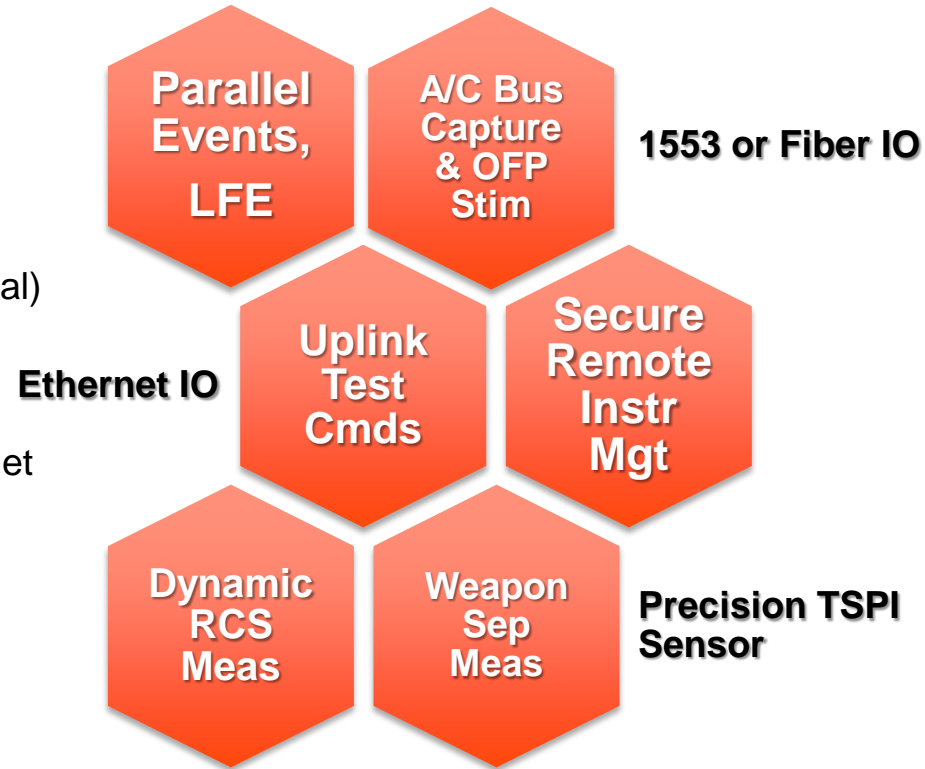 Parallel
Events,
LFE
A/C Bus
Capture
& OFP
Stim
1553 or Fiber IO
al)
Ethernet IO
Uplink
Test
Cmds
Secure
Remote
Instr
Mgt
et
Dynamic
RCS
Meas
Weapon
Sep
Meas
Precision TSPI
Sensor